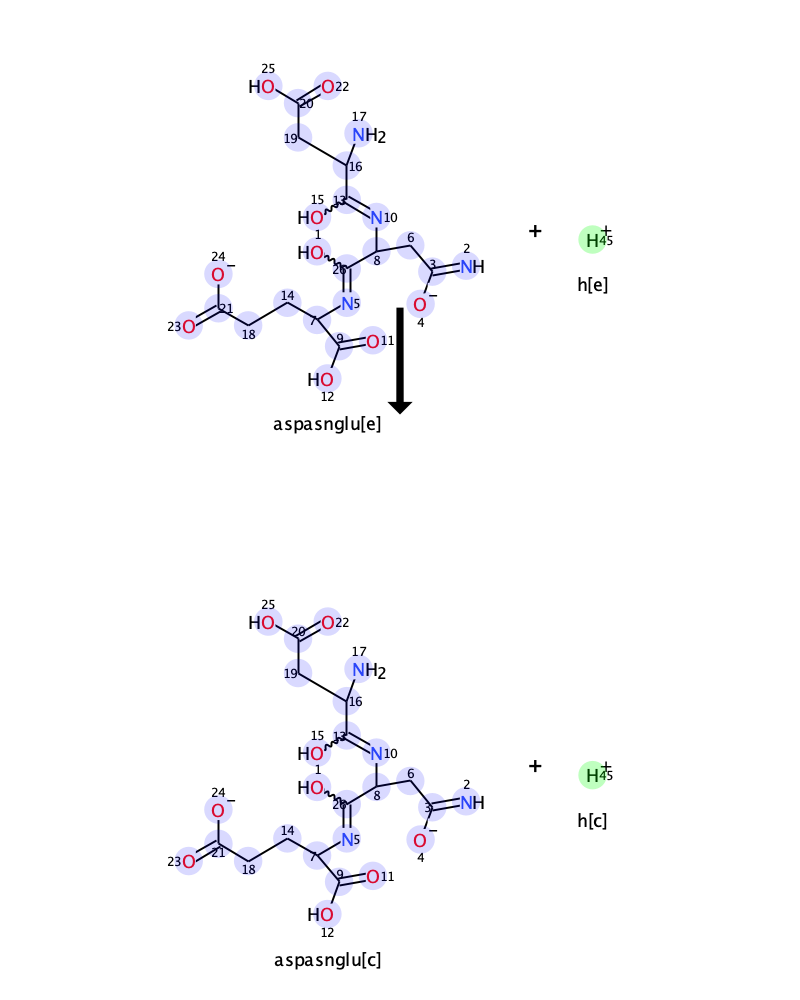 25
HO O 22
20
17
19 NH2
16
15 13
HO N 10
1
HO 6 2
26 8 3 NH
24
O−
14 N 5 O−
21 7 4
23 O 18 9 O 11
HO
12
aspasnglu[e]
+
H+ 45
h[e]
25
HO O 22
20
17
19 NH2
16
15 13
HO N 10
1
HO 6 2
26 8 3 NH
24
O−
14 N 5 O−
21 7 4
23 O 18 9 O 11
HO
12
aspasnglu[c]
+
H+ 45
h[c]